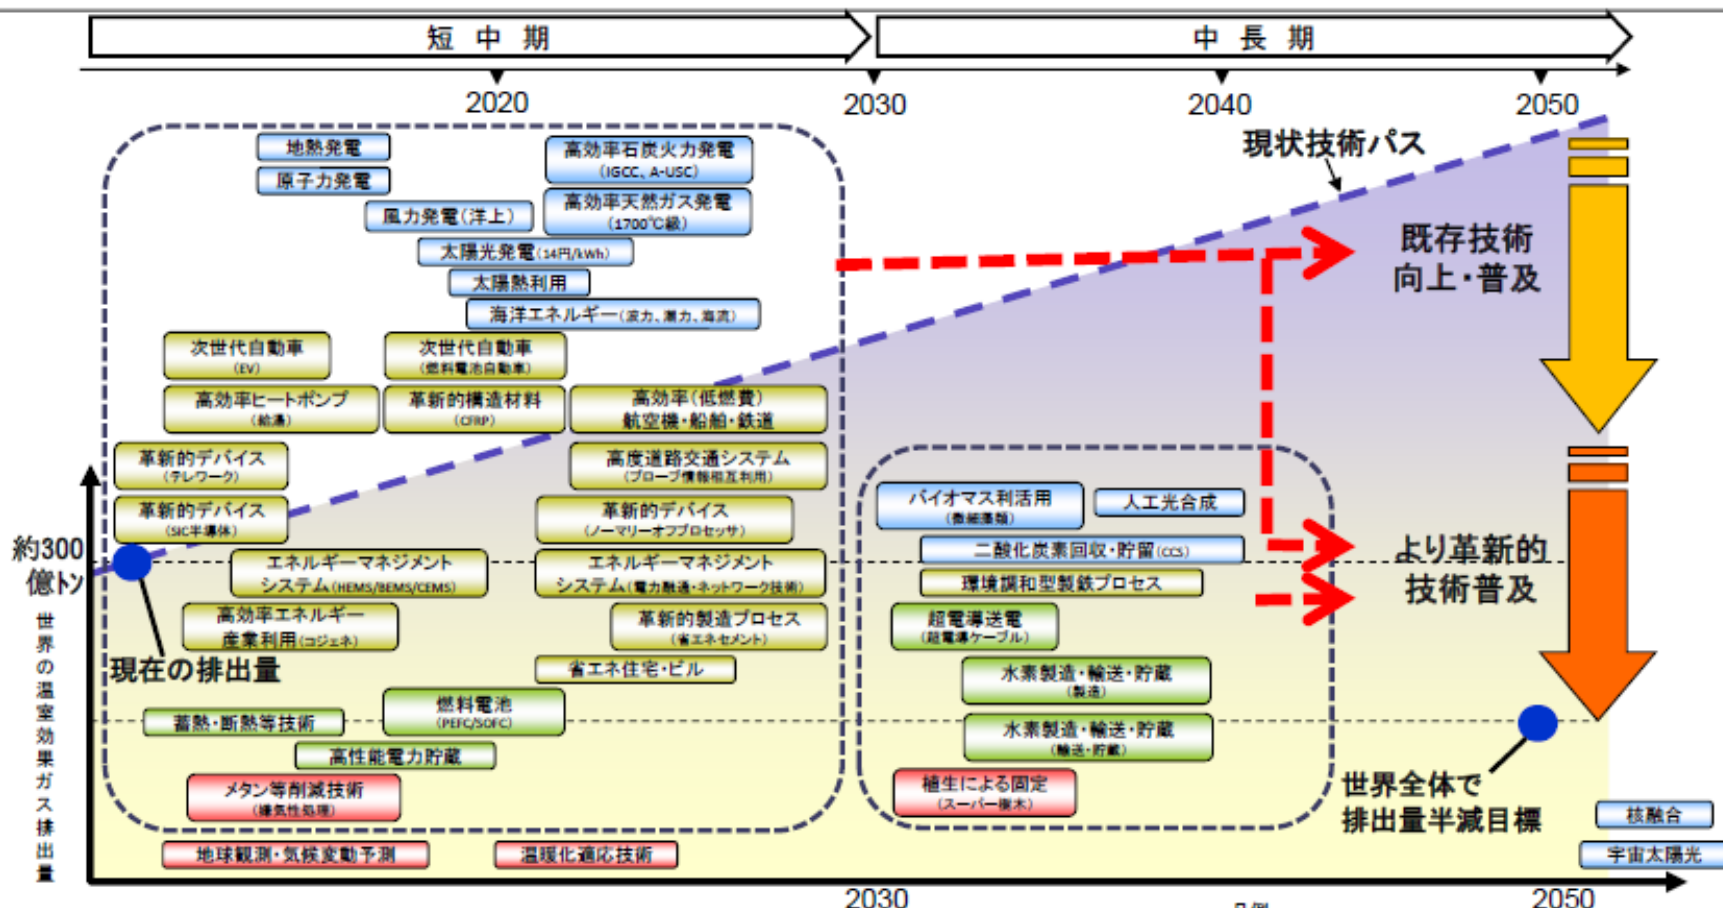 短中期
中長期
2020
2030
2040
2050
地熱発電
高効率石炭火力発電
(IGCC、A-USC)
原子力発電
高効率天然ガス発電
(1700℃級)
風力発電(洋上)
太陽光発電(14円/kWh)
太陽熱利用
海洋エネルギー(波力、潮力、海流)
現状技術パス
既存技術
向上・普及
次世代自動車
(EV)
次世代自動車
(燃料電池自動車)
高効率ヒートポンプ
(給湯)
革新的構造材料
(CFRP)
高効率(低燃費)
航空機・船舶・鉄道
革新的デバイス
(テレワーク)
高度道路交通システム
(プローブ情報相互利用)
革新的デバイス
(SiC半導体)
革新的デバイス
(ノーマリーオフプロセッサ)
バイオマス利活用
(微細藻類)
人工光合成
約300
億トン
エネルギーマネジメント
システム(HEMS/BEMS/CEMS)
エネルギーマネジメント
システム(電力融通・ネットワーク技術)
二酸化炭素回収・貯留(CCS)
より革新的
技術普及
環境調和型製鉄プロセス
高効率エネルギー
産業利用(コジェネ)
革新的製造プロセス
(省エネセメント)
超電導送電
(超電導ケーブル)
世界の温室効果ガス排出量
現在の排出量
省エネ住宅・ビル
水素製造・輸送・貯蔵
(製造)
燃料電池
(PEFC/SOFC)
蓄熱・断熱等技術
水素製造・輸送・貯蔵
(輸送・貯蔵)
高性能電力貯蔵
メタン等削減技術
(嫌気性処理)
植生による固定
(スーパー樹木)
世界全体で
排出量半減目標
核融合
地球観測・気候変動予測
温暖化適応技術
宇宙太陽光
2030
2050